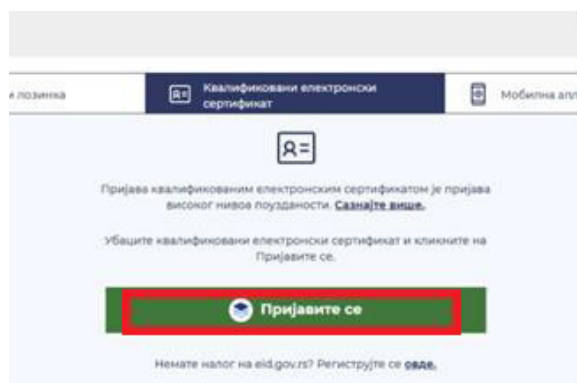 и лозинка
Квалификовани електронски
сертификат
Мобилна апл
Пријава квалификованим електронским сертификатом је пријава
високог нивоа поузданости. Сазнајте више.
Убаците квалификовани електронски сертификат и кликните на
Пријавите се.
Пријавите се
Немате налог на eid.gov.rs? Региструјте се овде.